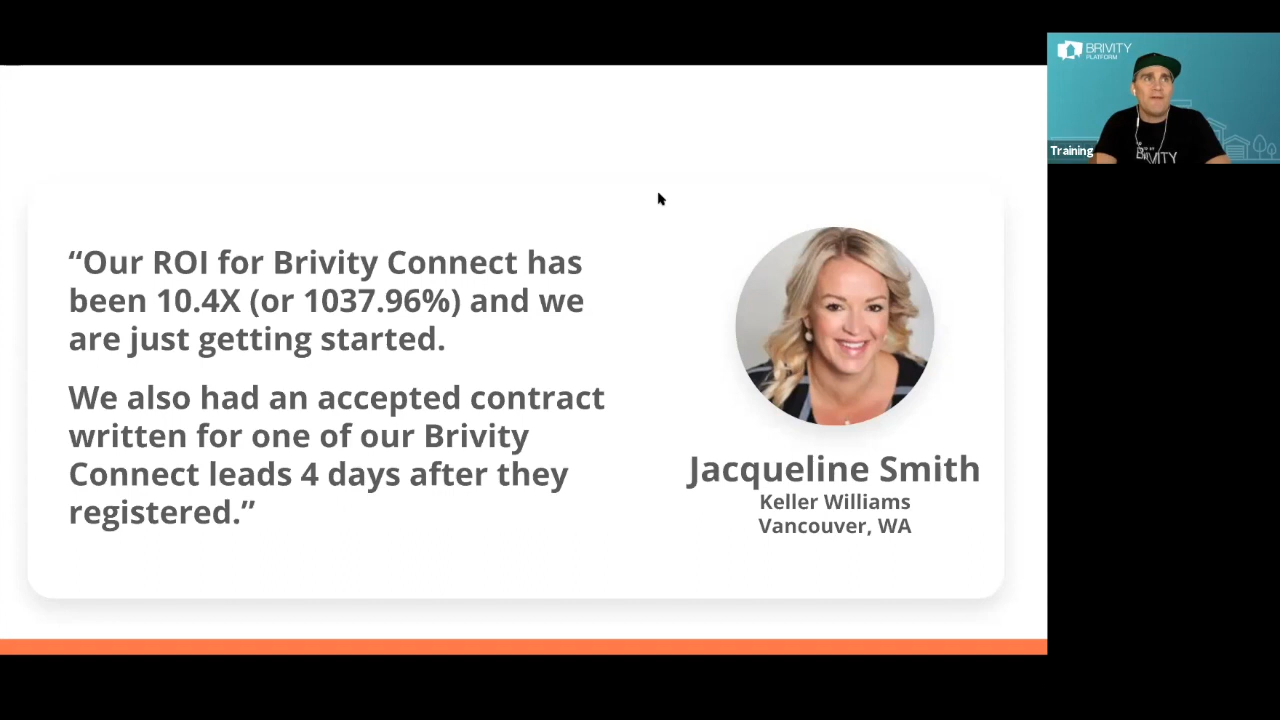 BRIVITY
PLATFORM
Training
BRIVITY
“Our ROI for Brivity Connect has
been 10.4X (or 1037.96%) and we
are just getting started.
We also had an accepted contract
written for one of our Brivity
Connect leads 4 days after they
registered.”
Jacqueline Smith
Keller Williams
Vancouver, WA